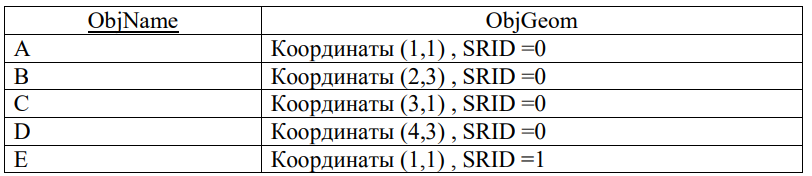 ObjName ObjGeom
A Координаты (1,1) , SRID =0
B Координаты (2,3) , SRID =0
C Координаты (3,1) , SRID =0
D Координаты (4,3) , SRID =0
E Координаты (1,1) , SRID =1